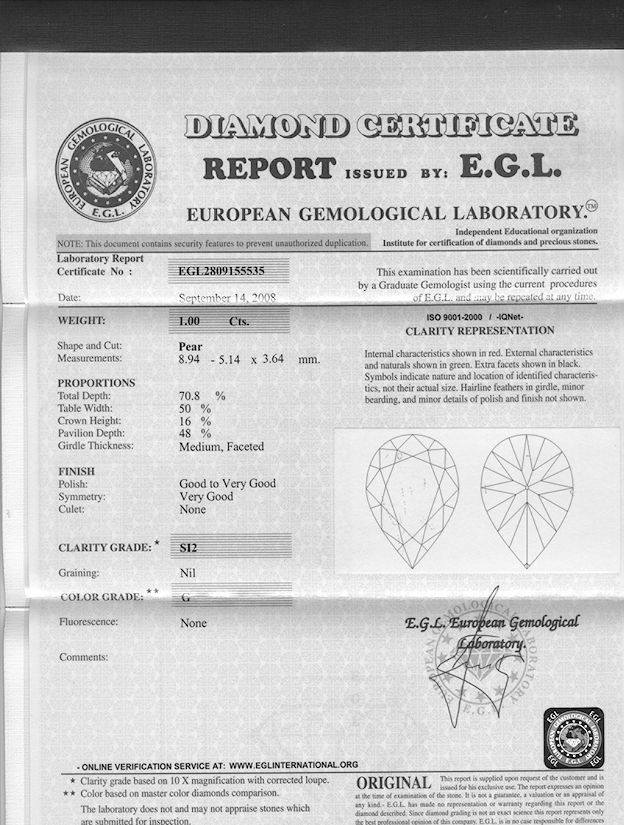 EUROPEAN GEMOLOGICAL LABORATORY
E.G.L.
DIAMOND CERTIFICATE
REPORT ISSUED BY: E.G.L.
EUROPEAN GEMOLOGICAL LABORATORY.™
Independent Educational organization
NOTE: This document contains security features to prevent unauthorized duplication.
Institute for certification of diamonds and precious stones.
Laboratory Report
Certificate No : EGL2809155535
Date: September 14, 2008
This examination has been scientifically carried out
by a Graduate Gemologist using the current procedures
of E.G.L. and may be repeated at any time.
WEIGHT: 1.00 Cts.
Shape and Cut: Pear
Measurements: 8.94 - 5.14 x 3.64 mm.
PROPORTIONS
Total Depth: 70.8 %
Table Width: 50 %
Crown Height: 16 %
Pavilion Depth: 48 %
Girdle Thickness: Medium, Faceted
FINISH
Polish: Good to Very Good
Symmetry: Very Good
Culet: None
CLARITY GRADE: * SI2
Graining: Nil
COLOR GRADE: ** G
Fluorescence: None
Comments:
ISO 9001-2000 / -IQNet-
CLARITY REPRESENTATION
Internal characteristics shown in red. External characteristics
and naturals shown in green. Extra facets shown in black.
Symbols indicate nature and location of identified characteris-
tics, not their actual size. Hairline feathers in girdle, minor
bearding, and minor details of polish and finish not shown.
E.G.L. European Gemological
Laboratory.
EUROPEAN GEMOLOGICAL LABORATORY
E.G.L.
EGL EGL
EGL EGL
- ONLINE VERIFICATION SERVICE AT: WWW.EGLINTERNATIONAL.ORG
* Clarity grade based on 10 X magnification with corrected loupe.
** Color based on master color diamonds comparison.
The laboratory does not and may not appraise stones which
are submitted for inspection.
ORIGINAL This report is supplied upon request of the customer and is
issued for his exclusive use. The report expresses an opinion
at the time of examination of the stone. It is not a guarantee, a valuation or an appraisal of
any kind.- E.G.L. has made no representation or warranty regarding this report or the
diamond described. Since diamond grading is not an exact science this report represents only
the best professional opinion of this company. E.G.L. is in no case responsible for differences